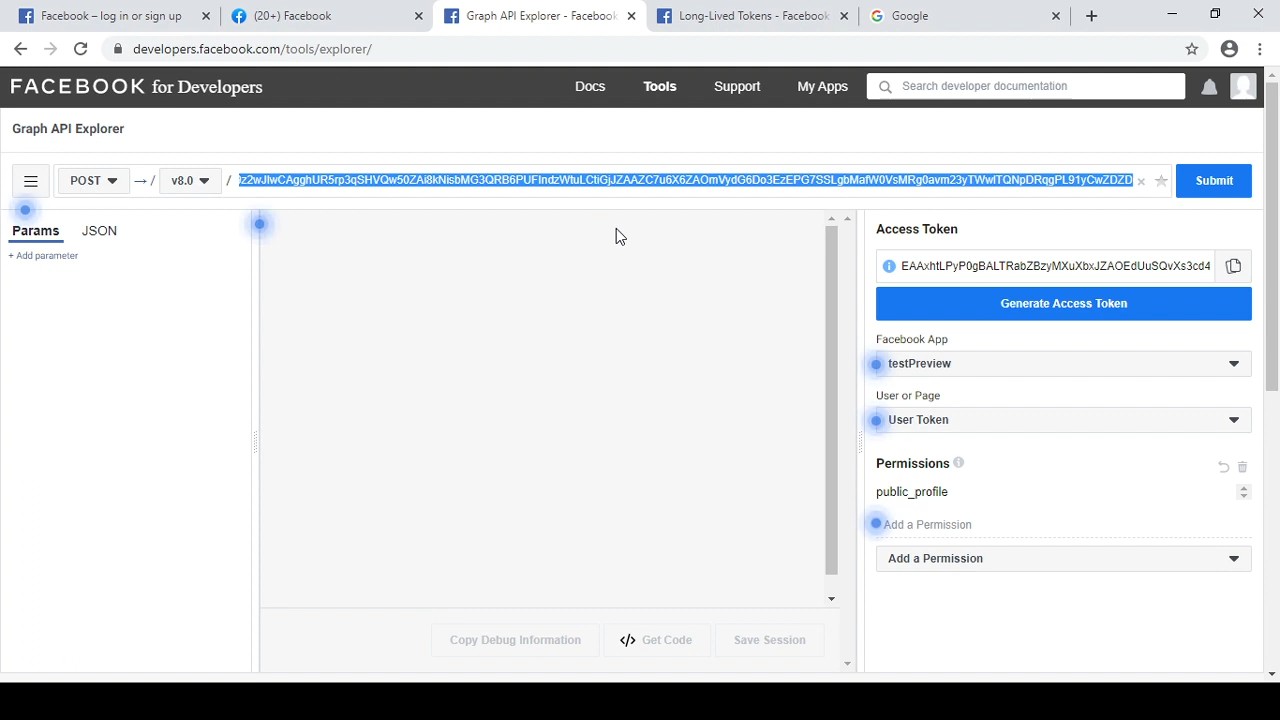 Facebook – log in or sign up
(20+) Facebook
Graph API Explorer - Facebook
Long-Lived Tokens - Facebook
Google
developers.facebook.com/tools/explorer/
FACEBOOK for Developers
Docs
Tools
Support
My Apps
Search developer documentation
Graph API Explorer
POST
→ /
v8.0
/
Submit
Params
JSON
+ Add parameter
Access Token
Generate Access Token
Facebook App
testPreview
User or Page
User Token
Permissions
public_profile
Add a Permission
Add a Permission
Copy Debug Information
</> Get Code
Save Session